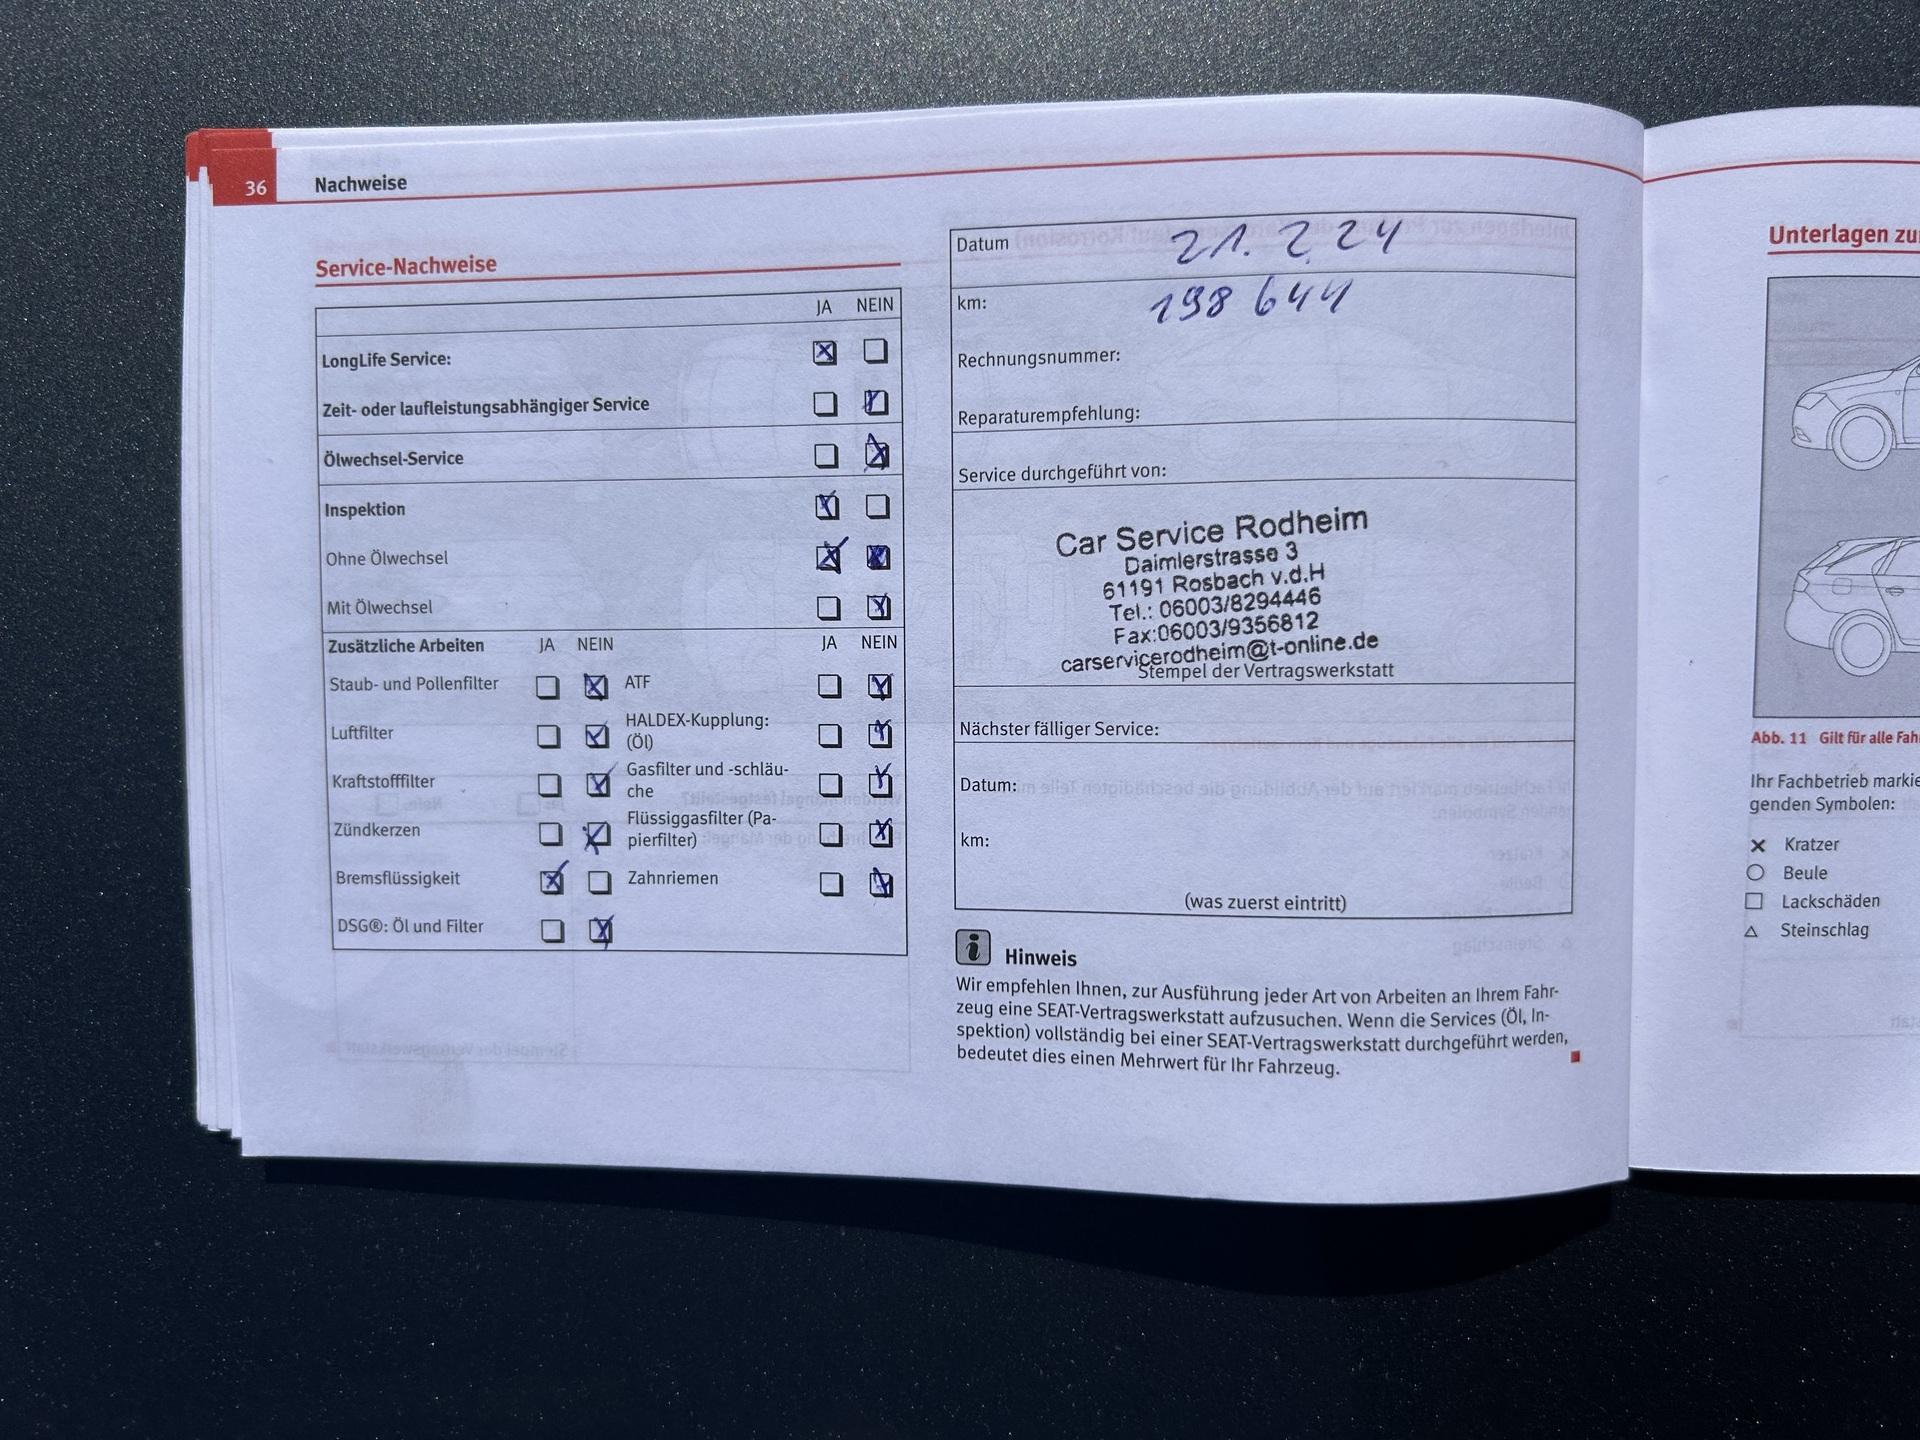 36
Nachweise
Service-Nachweise
JA NEIN
LongLife Service:
Zeit- oder laufleistungsabhängiger Service
Ölwechsel-Service
Inspektion
Ohne Ölwechsel
Mit Ölwechsel
Zusätzliche Arbeiten JA NEIN JA NEIN
Staub- und Pollenfilter ATF
Luftfilter HALDEX-Kupplung:
(Öl)
Kraftstofffilter Gasfilter und -schläu-
che
Zündkerzen Flüssiggasfilter (Pa-
pierfilter)
Bremsflüssigkeit Zahnriemen
DSG®: Öl und Filter
Datum 21. 2 24
km: 198 644
Rechnungsnummer:
Reparaturempfehlung:
Service durchgeführt von:
Car Service Rodheim
Daimlerstrasse 3
61191 Rosbach v.d.H
Tel.: 06003/8294446
Fax:06003/9356812
carservicerodheim@t-online.de
Stempel der Vertragswerkstatt
Nächster fälliger Service:
Datum:
km:
(was zuerst eintritt)
Hinweis
Wir empfehlen Ihnen, zur Ausführung jeder Art von Arbeiten an Ihrem Fahr-
zeug eine SEAT-Vertragswerkstatt aufzusuchen. Wenn die Services (Öl, In-
spektion) vollständig bei einer SEAT-Vertragswerkstatt durchgeführt werden,
bedeutet dies einen Mehrwert für Ihr Fahrzeug.
Unterlagen zu
Abb. 11 Gilt für alle Fah
Ihr Fachbetrieb markie
genden Symbolen:
Kratzer
Beule
Lackschäden
Steinschlag